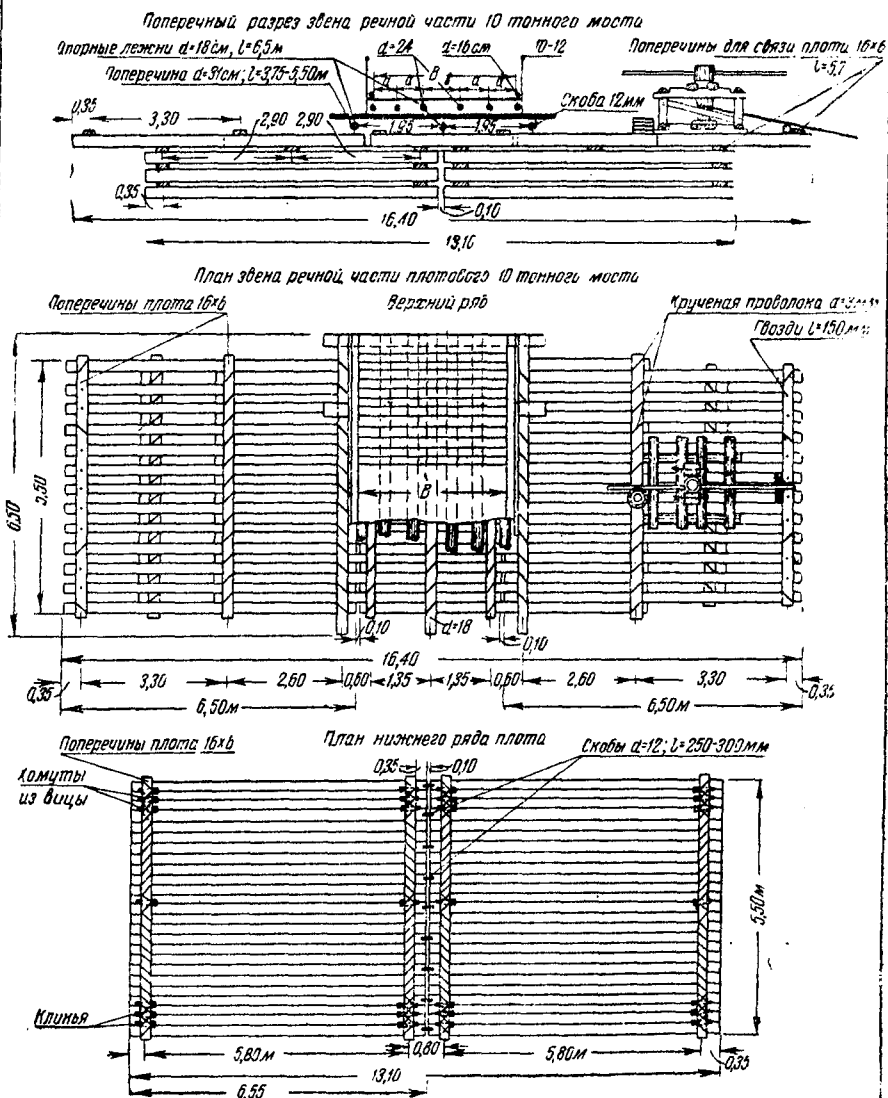 Поперечный разрез звена речной части 10 тонного моста
Опорные лежни d=18см, l=6,5м
d=24
d=16см
Поперечины для связи плоти 16×6
l=5,7
Поперечина d=31см; l=3,75-5,50м
В
а
а
Скоба 12мм
0,35
3,30
2,90
2,90
1,95
1,95
0,35
16,40
0,10
13,10
План звена речной части плотового 10 тонного моста
Поперечины плота 16×6
Верхний ряд
Крученая проволока
Гвозди l=150мм
6,50
5,50
В
0,10
d=18
0,10
16,40
0,35
3,30
2,60
0,60
1,35
1,35
0,60
2,60
3,30
0,35
6,50м
6,50м
Поперечины плота 16×6
План нижнего ряда плота
Скобы d=12; l=250-300мм
Хомуты
из вицы
0,35
0,10
5,50м
Клинья
5,80м
0,60
5,80м
0,35
13,10
6,55